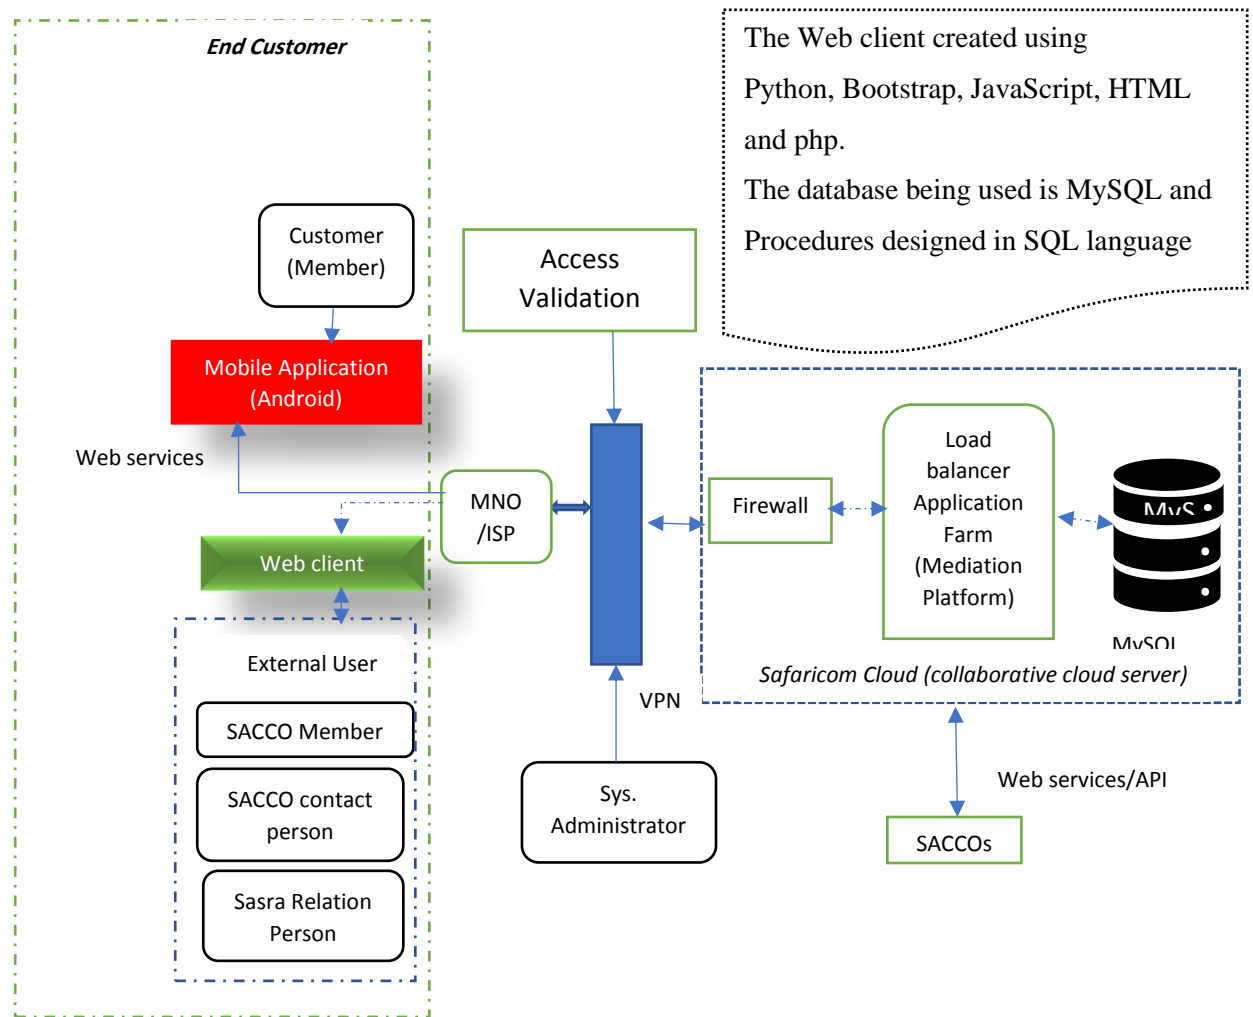 End Customer
The Web client created using
Python, Bootstrap, JavaScript, HTML
and php.
The database being used is MySQL and
Procedures designed in SQL language
Customer
(Member)
Access
Validation
Mobile Application
(Android)
Web services
MNO
/ISP
Web client
Firewall
Load
balancer
Application
Farm
(Mediation
Platform)
MyS
MySQL
Safaricom Cloud (collaborative cloud server)
External User
SACCO Member
SACCO contact
person
Sasra Relation
Person
VPN
Sys.
Administrator
Web services/API
SACCOs